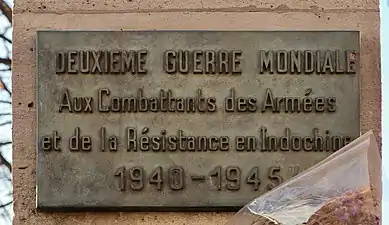 DEUXIEME GUERRE MONDIALE
Aux Combattants des Armées
et de la Résistance en Indochine
1940-1945